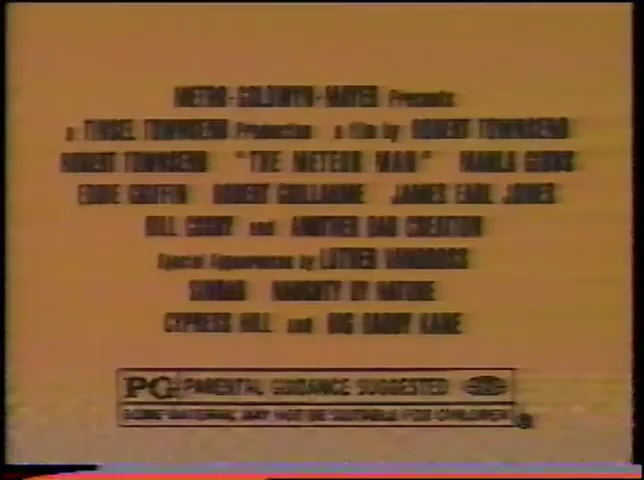 METRO-GOLDWYN-MAYER Presents
a TINSEL TOWNSEND Production a film by ROBERT TOWNSEND
ROBERT TOWNSEND "THE METEOR MAN" MARLA GIBBS
EDDIE GRIFFIN ROBERT GUILLAUME JAMES EARL JONES
BILL COSBY and ANOTHER BAD CREATION
Special Appearances by LUTHER VANDROSS
SINBAD NAUGHTY BY NATURE
CYPRESS HILL and BIG DADDY KANE
PG PARENTAL GUIDANCE SUGGESTED
SOME MATERIAL MAY NOT BE SUITABLE FOR CHILDREN